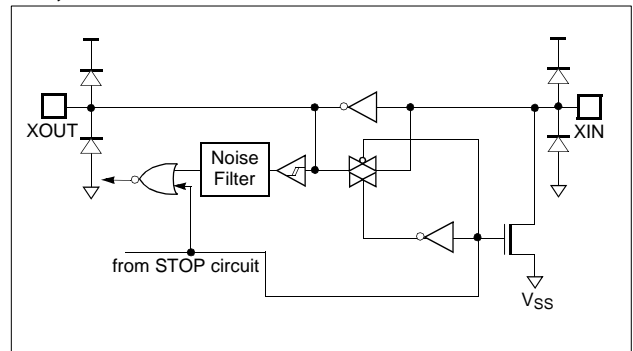 XOUT
XIN
Noise
Filter
from STOP circuit
VSS